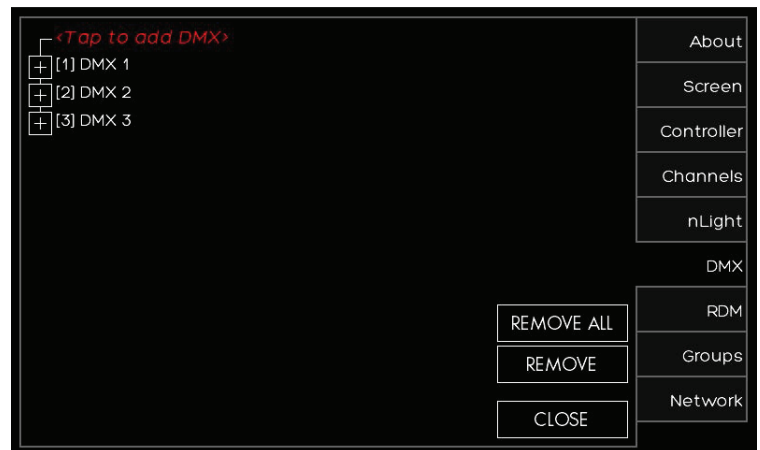 <Tap to add DMX>
[1] DMX 1
[2] DMX 2
[3] DMX 3
About
Screen
Controller
Channels
nLight
DMX
RDM
Groups
Network
REMOVE ALL
REMOVE
CLOSE